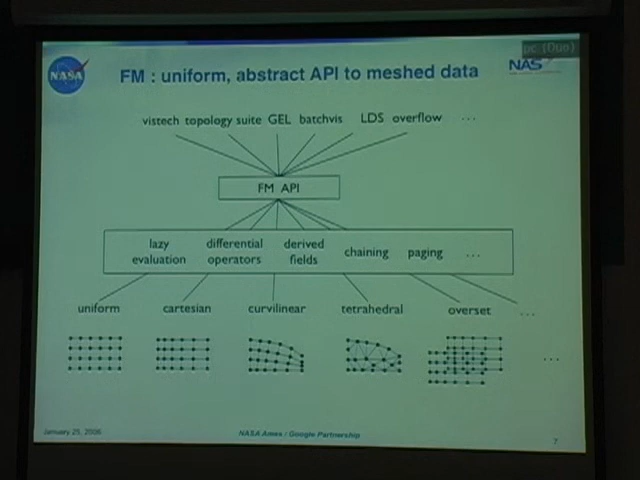 pc (Duo)
NASA
FM : uniform, abstract API to meshed data
NAS
vistech topology suite GEL batchvis LDS overflow ...
FM API
lazy evaluation
differential operators
derived fields
chaining
paging
...
uniform cartesian curvilinear tetrahedral overset ...
...
January 25, 2006
NASA Ames : Google Partnership
7